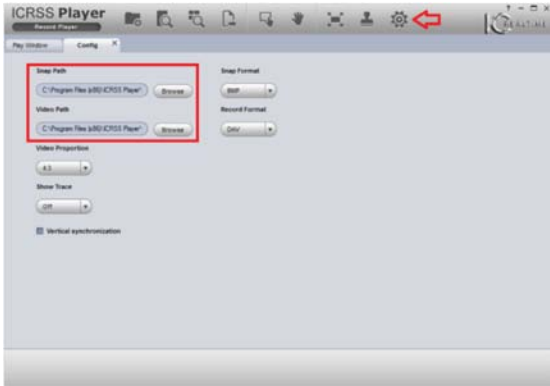 ICRSS Player
Record Player
Play Window
Config
Snap Path
C:\Program Files (x86)\ICRSS Player\
Browse
Snap Format
BMP
Video Path
C:\Program Files (x86)\ICRSS Player\
Browse
Record Format
DAV
Video Proportion
4:3
Show Trace
Off
Vertical synchronization